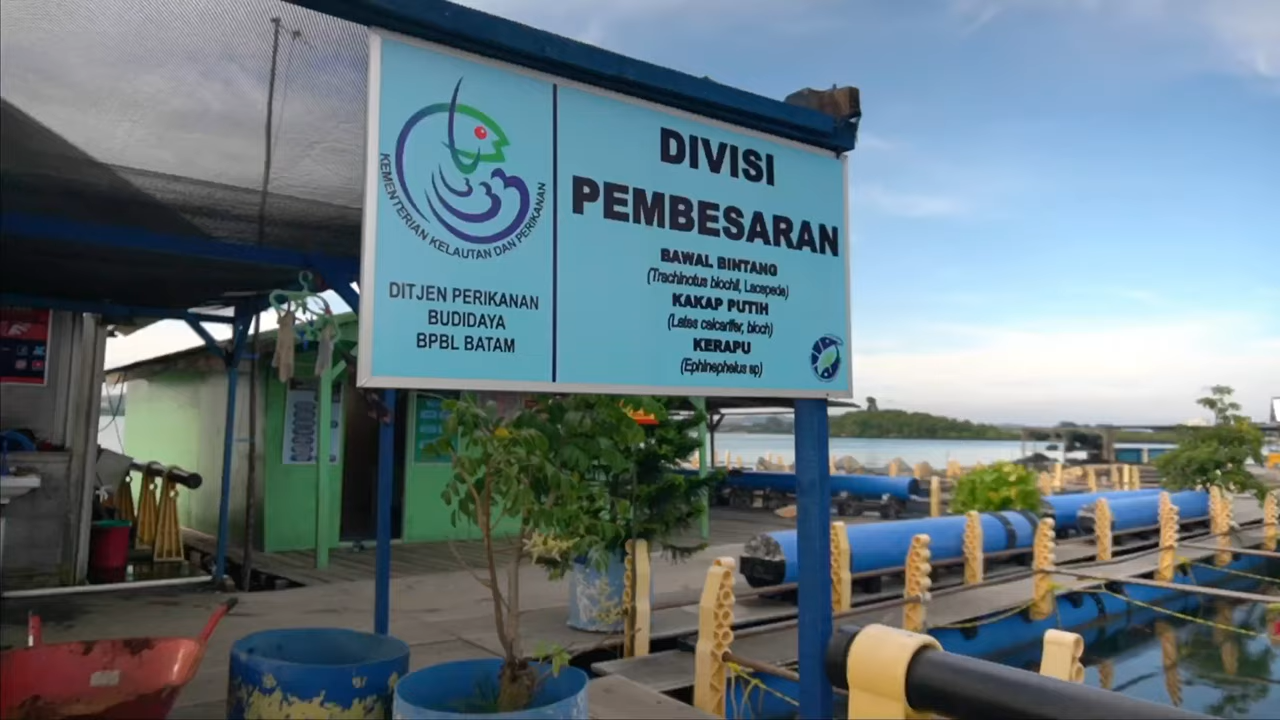 KEMENTERIAN KELAUTAN DAN PERIKANAN
DITJEN PERIKANAN
BUDIDAYA
BPBL BATAM
DIVISI
PEMBESARAN
BAWAL BINTANG
(Trachinotus blochii, Lacepede)
KAKAP PUTIH
(Lates calcarifer, bloch)
KERAPU
(Ephinephelus sp)